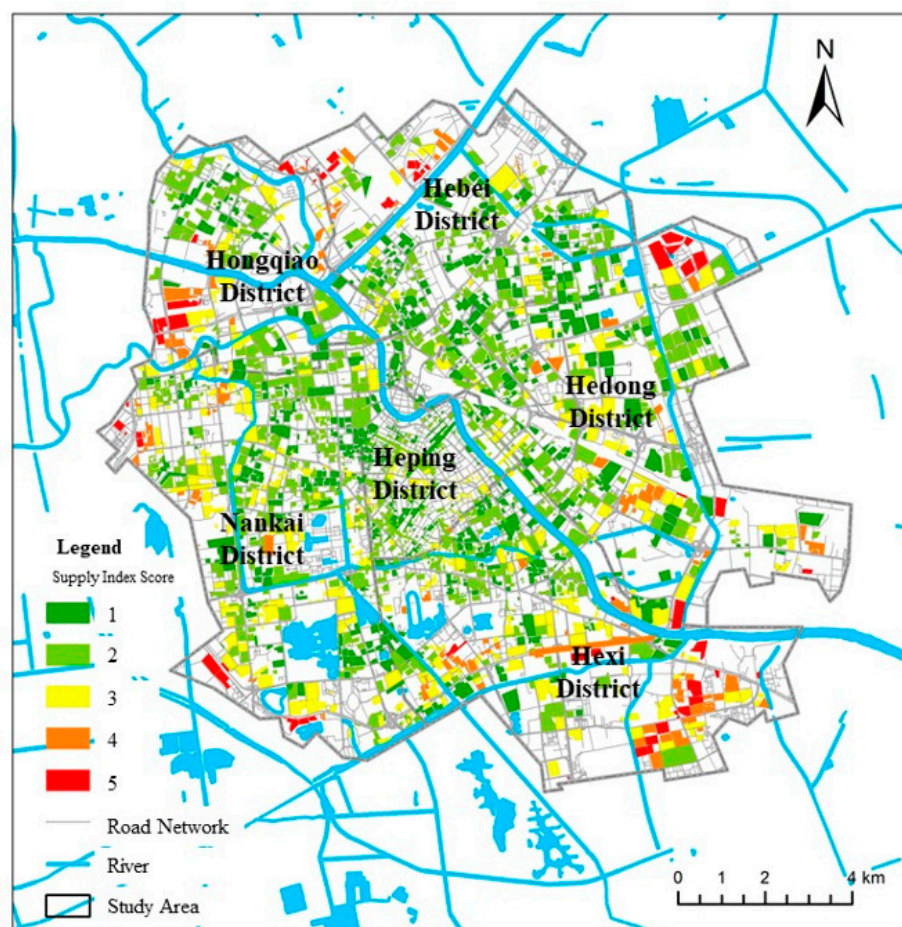 N
Hebei
District
Hongqiao
District
Hedong
District
Heping
District
Nankai
District
Hexi
District
Legend
Supply Index Score
1
2
3
4
5
Road Network
River
Study Area
0 1 2 4 km